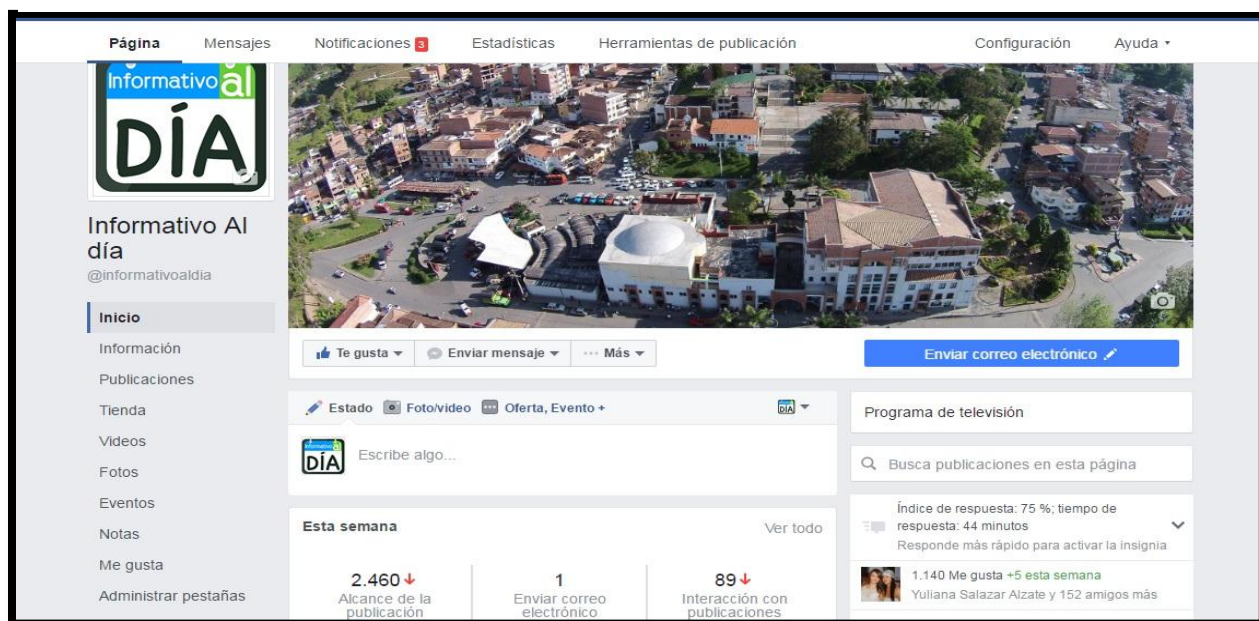 Página Mensajes Notificaciones 3 Estadísticas Herramientas de publicación Configuración Ayuda
Informativo al
DÍA
Informativo Al
día
@informativoaldia
Inicio
Información
Publicaciones
Tienda
Videos
Fotos
Eventos
Notas
Me gusta
Administrar pestañas
Te gusta Enviar mensaje ··· Más
Enviar correo electrónico
Estado Foto/video Oferta, Evento +
DÍA
Informativo al
DÍA
Escribe algo...
Esta semana Ver todo
2.460
Alcance de la
publicación
1
Enviar correo
electrónico
89
Interacción con
publicaciones
Programa de televisión
Busca publicaciones en esta página
Índice de respuesta: 75 %; tiempo de
respuesta: 44 minutos
Responde más rápido para activar la insignia
1.140 Me gusta +5 esta semana
Yuliana Salazar Alzate y 152 amigos más